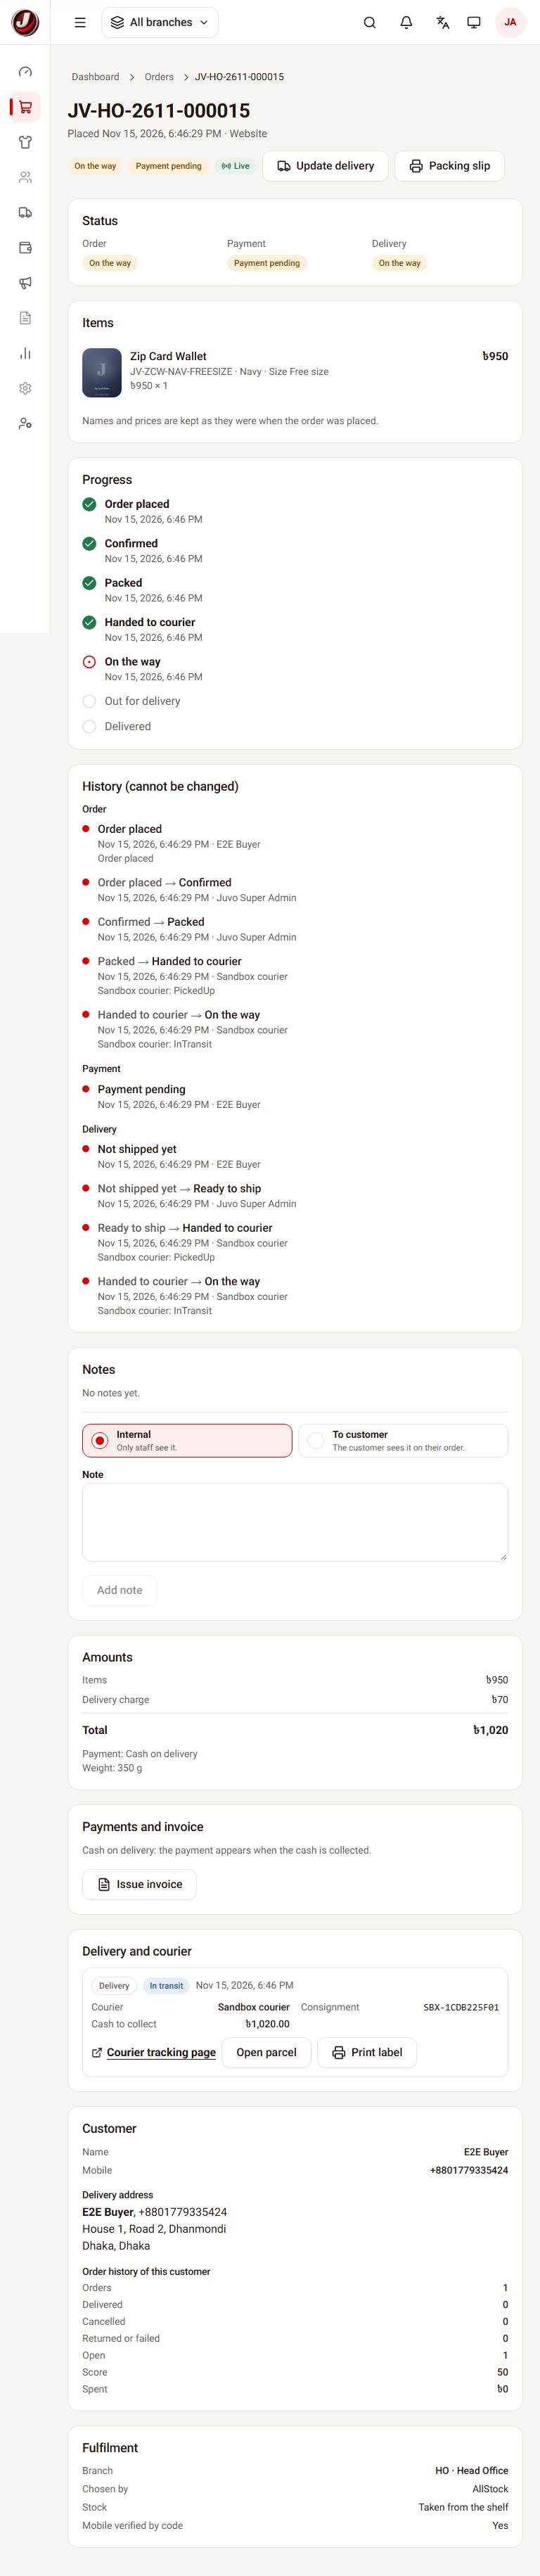 All branches
JA
Dashboard > Orders > JV-HO-2611-000015
JV-HO-2611-000015
Placed Nov 15, 2026, 6:46:29 PM · Website
On the way
Payment pending
Live
Update delivery
Packing slip
Status
Order
Payment
Delivery
On the way
Payment pending
On the way
Items
Zip Card Wallet
৳950
JV-ZCW-NAV-FREESIZE · Navy · Size Free size
৳950 × 1
Names and prices are kept as they were when the order was placed.
Progress
Order placed
Nov 15, 2026, 6:46 PM
Confirmed
Nov 15, 2026, 6:46 PM
Packed
Nov 15, 2026, 6:46 PM
Handed to courier
Nov 15, 2026, 6:46 PM
On the way
Nov 15, 2026, 6:46 PM
Out for delivery
Delivered
History (cannot be changed)
Order
Order placed
Nov 15, 2026, 6:46:29 PM · E2E Buyer
Order placed
Order placed → Confirmed
Nov 15, 2026, 6:46:29 PM · Juvo Super Admin
Confirmed → Packed
Nov 15, 2026, 6:46:29 PM · Juvo Super Admin
Packed → Handed to courier
Nov 15, 2026, 6:46:29 PM · Sandbox courier
Sandbox courier: PickedUp
Handed to courier → On the way
Nov 15, 2026, 6:46:29 PM · Sandbox courier
Sandbox courier: InTransit
Payment
Payment pending
Nov 15, 2026, 6:46:29 PM · E2E Buyer
Delivery
Not shipped yet
Nov 15, 2026, 6:46:29 PM · E2E Buyer
Not shipped yet → Ready to ship
Nov 15, 2026, 6:46:29 PM · Juvo Super Admin
Ready to ship → Handed to courier
Nov 15, 2026, 6:46:29 PM · Sandbox courier
Sandbox courier: PickedUp
Handed to courier → On the way
Nov 15, 2026, 6:46:29 PM · Sandbox courier
Sandbox courier: InTransit
Notes
No notes yet.
Internal
Only staff see it.
To customer
The customer sees it on their order.
Note
Add note
Amounts
Items ৳950
Delivery charge ৳70
Total ৳1,020
Payment: Cash on delivery
Weight: 350 g
Payments and invoice
Cash on delivery: the payment appears when the cash is collected.
Issue invoice
Delivery and courier
Delivery
In transit
Nov 15, 2026, 6:46 PM
Courier Sandbox courier
Consignment SBX-1CDB225F01
Cash to collect ৳1,020.00
Courier tracking page
Open parcel
Print label
Customer
Name E2E Buyer
Mobile +8801779335424
Delivery address
E2E Buyer, +8801779335424
House 1, Road 2, Dhanmondi
Dhaka, Dhaka
Order history of this customer
Orders 1
Delivered 0
Cancelled 0
Returned or failed 0
Open 1
Score 50
Spent ৳0
Fulfilment
Branch HO · Head Office
Chosen by AllStock
Stock Taken from the shelf
Mobile verified by code Yes